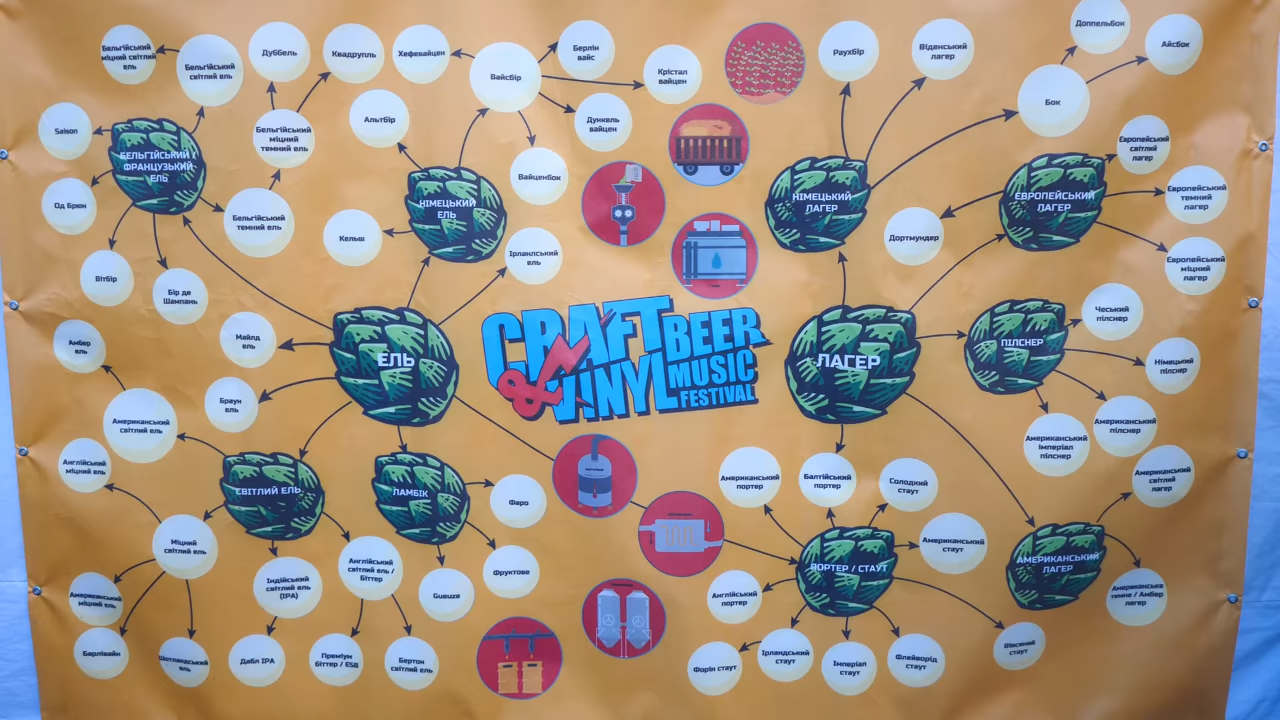 Бельгійський
міцний світлий
ель
Бельгійський
світлий ель
Дуббель
Квадрупль
Хефевайцен
Вайсбір
Берлін
вайс
Крістал
вайцен
Дункель
вайцен
Вайценбок
Альтбір
Кельш
НІМЕЦЬКИЙ
ЕЛЬ
Saison
БЕЛЬГІЙСЬКИЙ /
ФРАНЦУЗЬКИЙ
ЕЛЬ
Бельгійський
міцний
темний ель
Бельгійський
темний ель
Од Брюн
Вітбір
Бір де
Шампань
Ірланлський
ель
Раухбір
Віденський
лагер
Доппельбок
Айсбок
Бок
НІМЕЦЬКИЙ
ЛАГЕР
Дортмундер
ЄВРОПЕЙСЬКИЙ
ЛАГЕР
Європейський
світлий
лагер
Європейський
темний
лагер
Європейський
міцний
лагер
Майлд
ель
Браун
ель
ЕЛЬ
CRAFT BEER
& VINYL MUSIC
FESTIVAL
ЛАГЕР
ПІЛСНЕР
Чеський
пілснер
Німецький
пілснер
Американський
пілснер
Американський
імперіал
пілснер
Амбер
ель
Американський
світлий ель
Англійський
міцний ель
СВІТЛИЙ ЕЛЬ
ЛАМБІК
Фаро
Фруктове
Gueuze
Міцний
світлий ель
Американський
міцний ель
Барлівайн
Шотландський
ель
Індійський
світлий ель
(IPA)
Дабл IPA
Англійський
світлий ель /
Біттер
Преміум
біттер / ESB
Бертон
світлий ель
Американський
портер
Балтійський
портер
Солодкий
стаут
Американський
стаут
ПОРТЕР / СТАУТ
Англійський
портер
Форін стаут
Ірландський
стаут
Імперіал
стаут
Флейворід
стаут
Вівсяний
стаут
Американський
світлий
лагер
АМЕРИКАНСЬКИЙ
ЛАГЕР
Американське
темне / Амбер
лагер